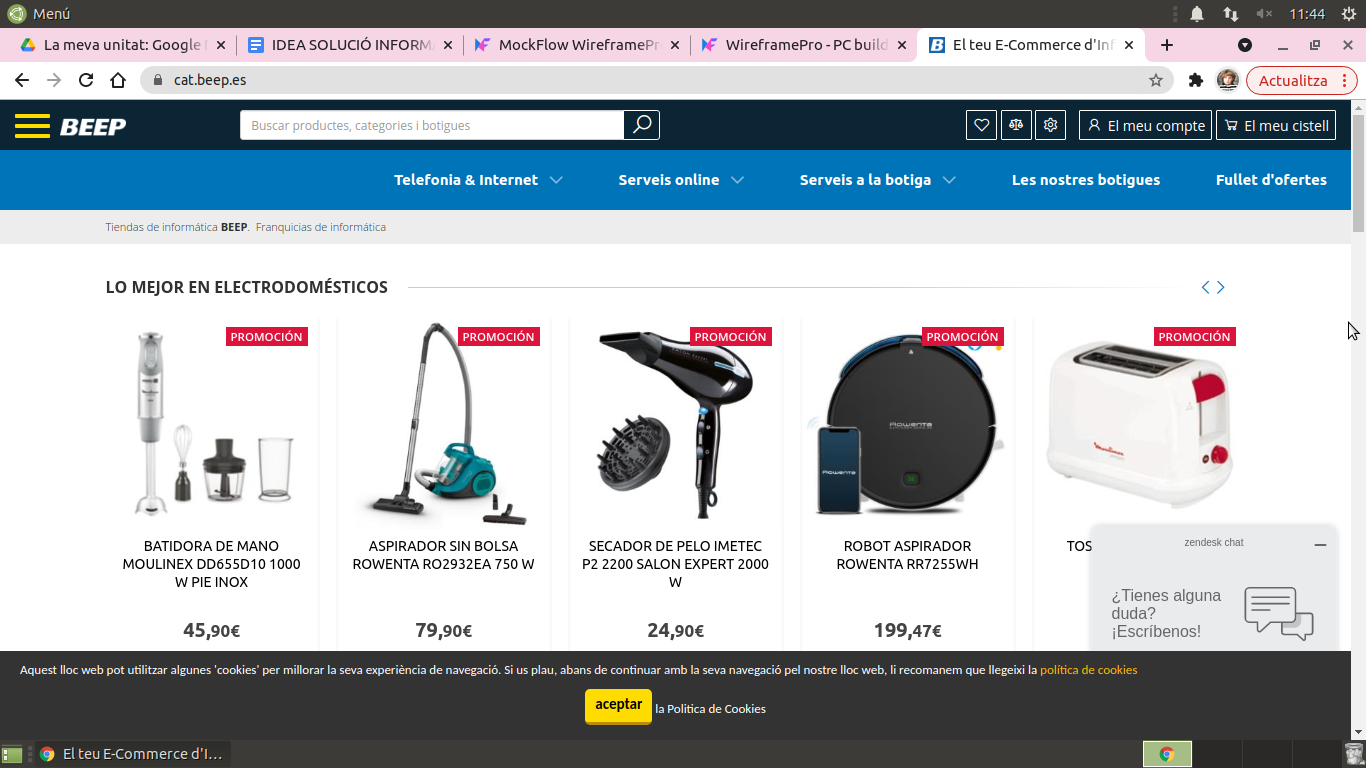 Menú
11:44
La meva unitat: Google
IDEA SOLUCIÓ INFORM
MockFlow WireframePr
WireframePro - PC build
El teu E-Commerce d'Inf
cat.beep.es
Actualitza
BEEP
Buscar productes, categories i botigues
El meu compte
El meu cistell
Telefonia & Internet
Serveis online
Serveis a la botiga
Les nostres botigues
Fullet d'ofertes
Tiendas de informática BEEP. Franquicias de informática
LO MEJOR EN ELECTRODOMÉSTICOS
PROMOCIÓN
PROMOCIÓN
PROMOCIÓN
PROMOCIÓN
PROMOCIÓN
Rowenta
Rowenta
Moulinex
BATIDORA DE MANO
MOULINEX DD655D10 1000
W PIE INOX
45,90€
ASPIRADOR SIN BOLSA
ROWENTA RO2932EA 750 W
79,90€
SECADOR DE PELO IMETEC
P2 2200 SALON EXPERT 2000
W
24,90€
ROBOT ASPIRADOR
ROWENTA RR7255WH
199,47€
TOS
zendesk chat
¿Tienes alguna
duda?
¡Escríbenos!
Aquest lloc web pot utilitzar algunes 'cookies' per millorar la seva experiència de navegació. Si us plau, abans de continuar amb la seva navegació pel nostre lloc web, li recomanem que llegeixi la política de cookies
aceptar la Politica de Cookies
El teu E-Commerce d'I...